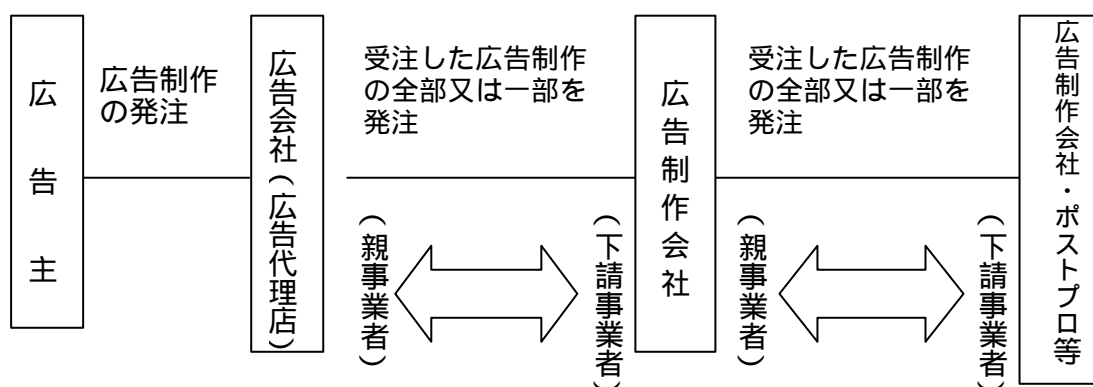 広告主
広告制作
の発注
広告会社(広告代理店)
受注した広告制作
の全部又は一部を
発注
(親事業者)
(下請事業者)
広告制作会社
受注した広告制作
の全部又は一部を
発注
(親事業者)
(下請事業者)
広告制作会社・ポストプロ等